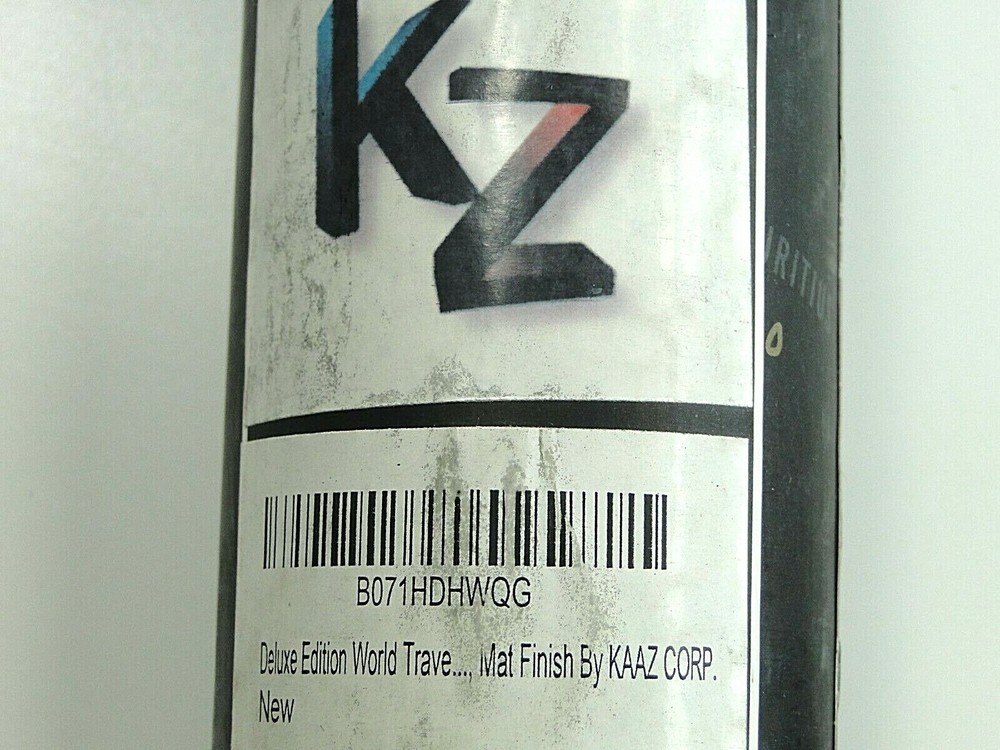 KZ
B071HDHWQG
Deluxe Edition World Trave..., Mat Finish By KAAZ CORP.
New